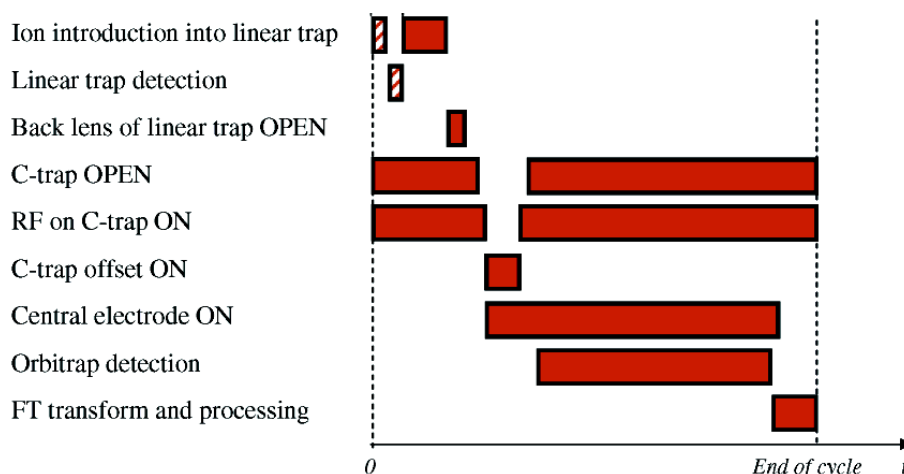 Ion introduction into linear trap
Linear trap detection
Back lens of linear trap OPEN
C-trap OPEN
RF on C-trap ON
C-trap offset ON
Central electrode ON
Orbitrap detection
FT transform and processing
0 End of cycle